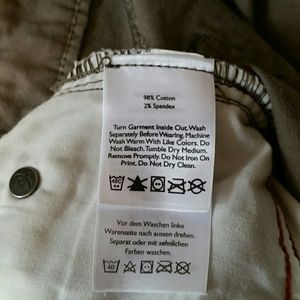 98% Cotton
2% Spandex
Turn Garment Inside Out. Wash
Separately Before Wearing. Machine
Wash Warm With Like Colors. Do
Not Bleach. Tumble Dry Medium.
Remove Promptly. Do Not Iron On
Print. Do Not Dry Clean.
Vor dem Waschen linke
Warenseite nach aussen drehen.
Separat oder mit sehnlichen
Farben waschen.
40